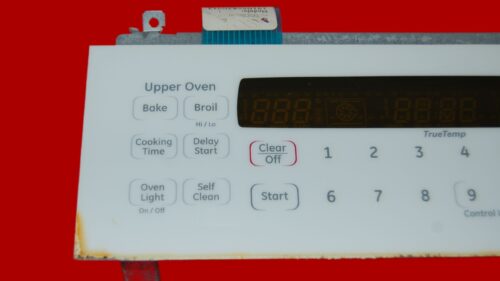 Upper Oven
Bake Broil
Hi / Lo
TrueTemp
Cooking Time
Delay Start
Clear Off
1 2 3 4
Oven Light
On / Off
Self Clean
Start
6 7 8 9
Control